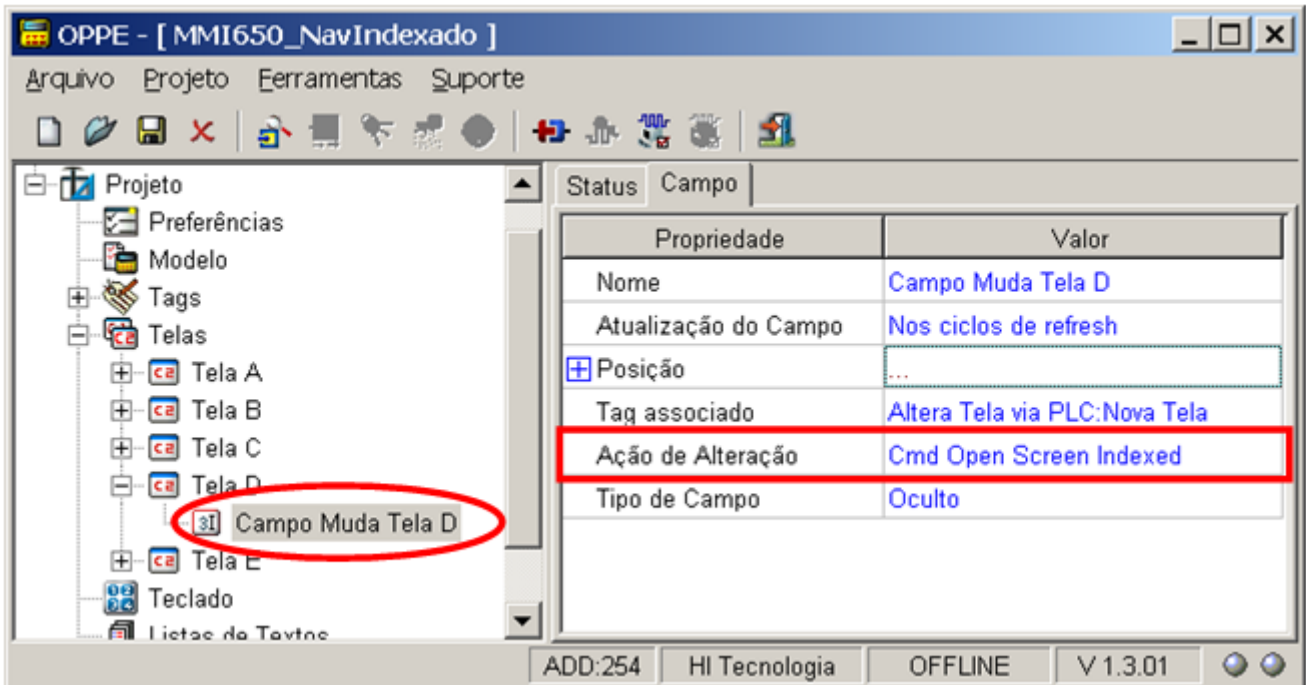 OPPE - [ MMI650_NavIndexado ]
Arquivo Projeto Ferramentas Suporte
Projeto
Preferências
Modelo
Tags
Telas
Tela A
Tela B
Tela C
Tela D
Campo Muda Tela D
Tela E
Teclado
Listas de Textos
Status Campo
Propriedade Valor
Nome Campo Muda Tela D
Atualização do Campo Nos ciclos de refresh
Posição ...
Tag associado Altera Tela via PLC:Nova Tela
Ação de Alteração Cmd Open Screen Indexed
Tipo de Campo Oculto
ADD:254 HI Tecnologia OFFLINE V 1.3.01